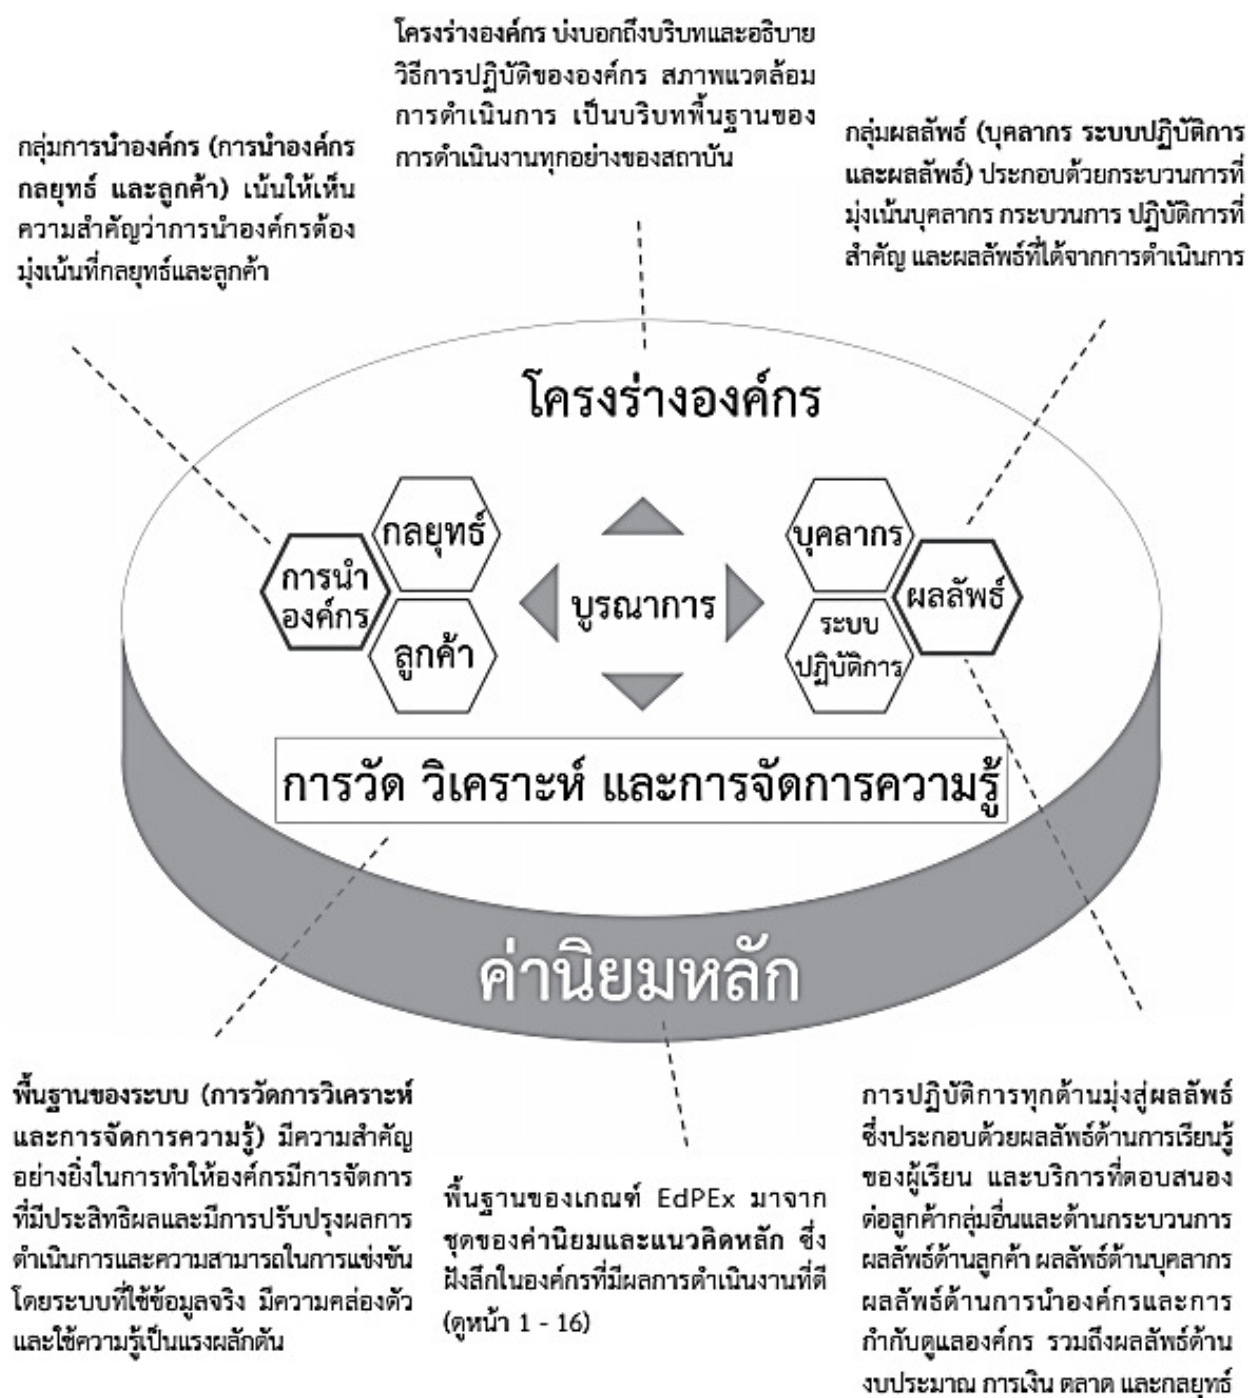 โครงร่างองค์กร บ่งบอกถึงบริบทและอธิบาย
วิธีการปฏิบัติขององค์กร สภาพแวดล้อม
การดำเนินการ เป็นบริบทพื้นฐานของ
การดำเนินงานทุกอย่างของสถาบัน
กลุ่มการนำองค์กร (การนำองค์กร
กลยุทธ์ และลูกค้า) เน้นให้เห็น
ความสำคัญว่าการนำองค์กรต้อง
มุ่งเน้นที่กลยุทธ์และลูกค้า
กลุ่มผลลัพธ์ (บุคลากร ระบบปฏิบัติการ
และผลลัพธ์) ประกอบด้วยกระบวนการที่
มุ่งเน้นบุคลากร กระบวนการ ปฏิบัติการที่
สำคัญ และผลลัพธ์ที่ได้จากการดำเนินการ
โครงร่างองค์กร
กลยุทธ์
การนำ
องค์กร
ลูกค้า
บูรณาการ
บุคลากร
ผลลัพธ์
ระบบ
ปฏิบัติการ
การวัด วิเคราะห์ และการจัดการความรู้
ค่านิยมหลัก
พื้นฐานของระบบ (การวัดการวิเคราะห์
และการจัดการความรู้) มีความสำคัญ
อย่างยิ่งในการทำให้องค์กรมีการจัดการ
ที่มีประสิทธิผลและมีการปรับปรุงผลการ
ดำเนินการและความสามารถในการแข่งขัน
โดยระบบที่ใช้ข้อมูลจริง มีความคล่องตัว
และใช้ความรู้เป็นแรงผลักดัน
พื้นฐานของเกณฑ์ EdPEx มาจาก
ชุดของค่านิยมและแนวคิดหลัก ซึ่ง
ฝังลึกในองค์กรที่มีผลการดำเนินงานที่ดี
(ดูหน้า 1 - 16)
การปฏิบัติการทุกด้านมุ่งสู่ผลลัพธ์
ซึ่งประกอบด้วยผลลัพธ์ด้านการเรียนรู้
ของผู้เรียน และบริการที่ตอบสนอง
ต่อลูกค้ากลุ่มอื่นและด้านกระบวนการ
ผลลัพธ์ด้านลูกค้า ผลลัพธ์ด้านบุคลากร
ผลลัพธ์ด้านการนำองค์กรและการ
กำกับดูแลองค์กร รวมถึงผลลัพธ์ด้าน
งบประมาณ การเงิน ตลาด และกลยุทธ์